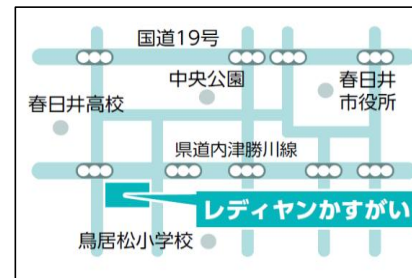 国道19号
中央公園
春日井
市役所
春日井高校
県道内津勝川線
レディヤンかすがい
鳥居松小学校